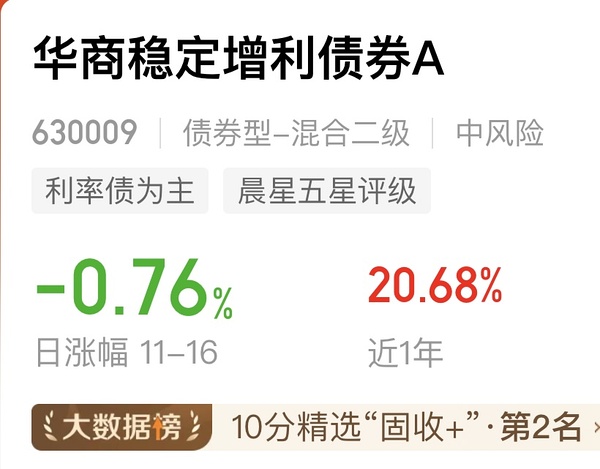 华商稳定增利债券A
630009 | 债券型-混合二级 | 中风险
利率债为主 晨星五星评级
-0.76% 20.68%
日涨幅 11-16 近1年
大数据榜 10分精选“固收+”·第2名 >